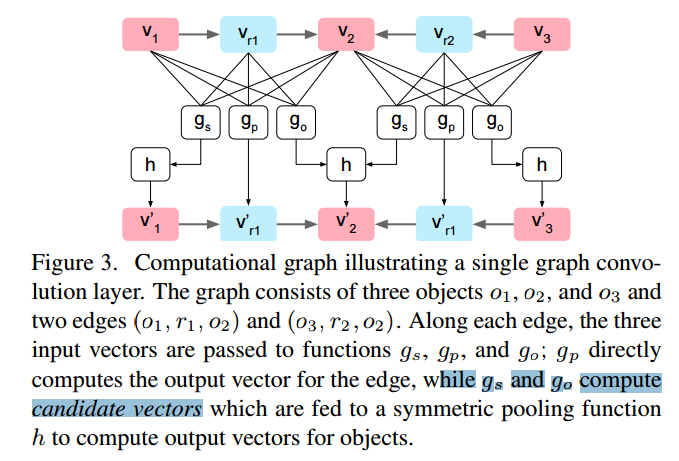 v1 vr1 v2 vr2 v3
gs gp go gs gp go
h h h
v'1 v'r1 v'2 v'r1 v'3
Figure 3. Computational graph illustrating a single graph convo-
lution layer. The graph consists of three objects o1, o2, and o3 and
two edges (o1, r1, o2) and (o3, r2, o2). Along each edge, the three
input vectors are passed to functions gs, gp, and go; gp directly
computes the output vector for the edge, while gs and go compute
candidate vectors which are fed to a symmetric pooling function
h to compute output vectors for objects.